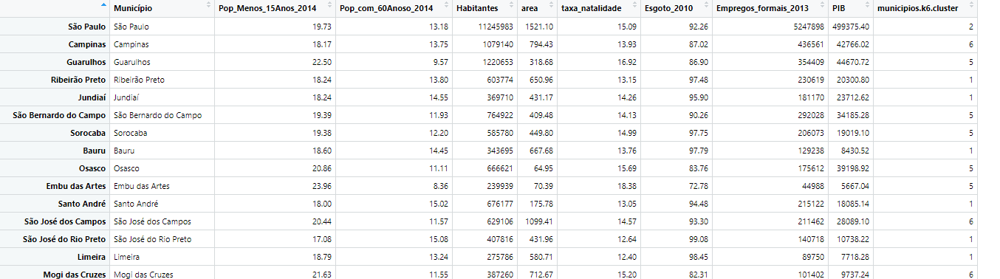 Município Pop_Menos_15Anos_2014 Pop_com_60Anoso_2014 Habitantes area taxa_natalidade Esgoto_2010 Empregos_formais_2013 PIB municipios.k6.cluster
São Paulo São Paulo 19.73 13.18 11245983 1521.10 15.09 92.26 5247898 499375.40 2
Campinas Campinas 18.17 13.75 1079140 794.43 13.93 87.02 436561 42766.02 6
Guarulhos Guarulhos 22.50 9.57 1220653 318.68 16.92 86.90 354409 44670.72 5
Ribeirão Preto Ribeirão Preto 18.24 13.80 603774 650.96 13.15 97.48 230619 20300.80 1
Jundiaí Jundiaí 18.24 14.55 369710 431.17 14.26 95.90 181170 23712.62 1
São Bernardo do Campo São Bernardo do Campo 19.39 11.93 764922 409.48 14.13 90.26 292028 34185.28 5
Sorocaba Sorocaba 19.38 12.20 585780 449.80 14.99 97.75 206073 19019.10 5
Bauru Bauru 18.60 14.45 343695 667.68 13.76 97.79 129238 8430.52 1
Osasco Osasco 20.86 11.11 666621 64.95 15.69 83.76 175612 39198.92 5
Embu das Artes Embu das Artes 23.96 8.36 239939 70.39 18.38 72.78 44988 5667.04 5
Santo André Santo André 18.00 15.02 676177 175.78 13.05 94.48 215122 18085.14 1
São José dos Campos São José dos Campos 20.44 11.57 629106 1099.41 14.57 93.30 211462 28089.10 6
São José do Rio Preto São José do Rio Preto 17.08 15.08 407816 431.96 12.64 99.08 140718 10738.22 1
Limeira Limeira 18.79 13.24 275786 580.71 12.40 98.45 89750 7718.28 1
Mogi das Cruzes Mogi das Cruzes 21.63 11.55 387260 712.67 15.20 82.31 101402 9737.24 6